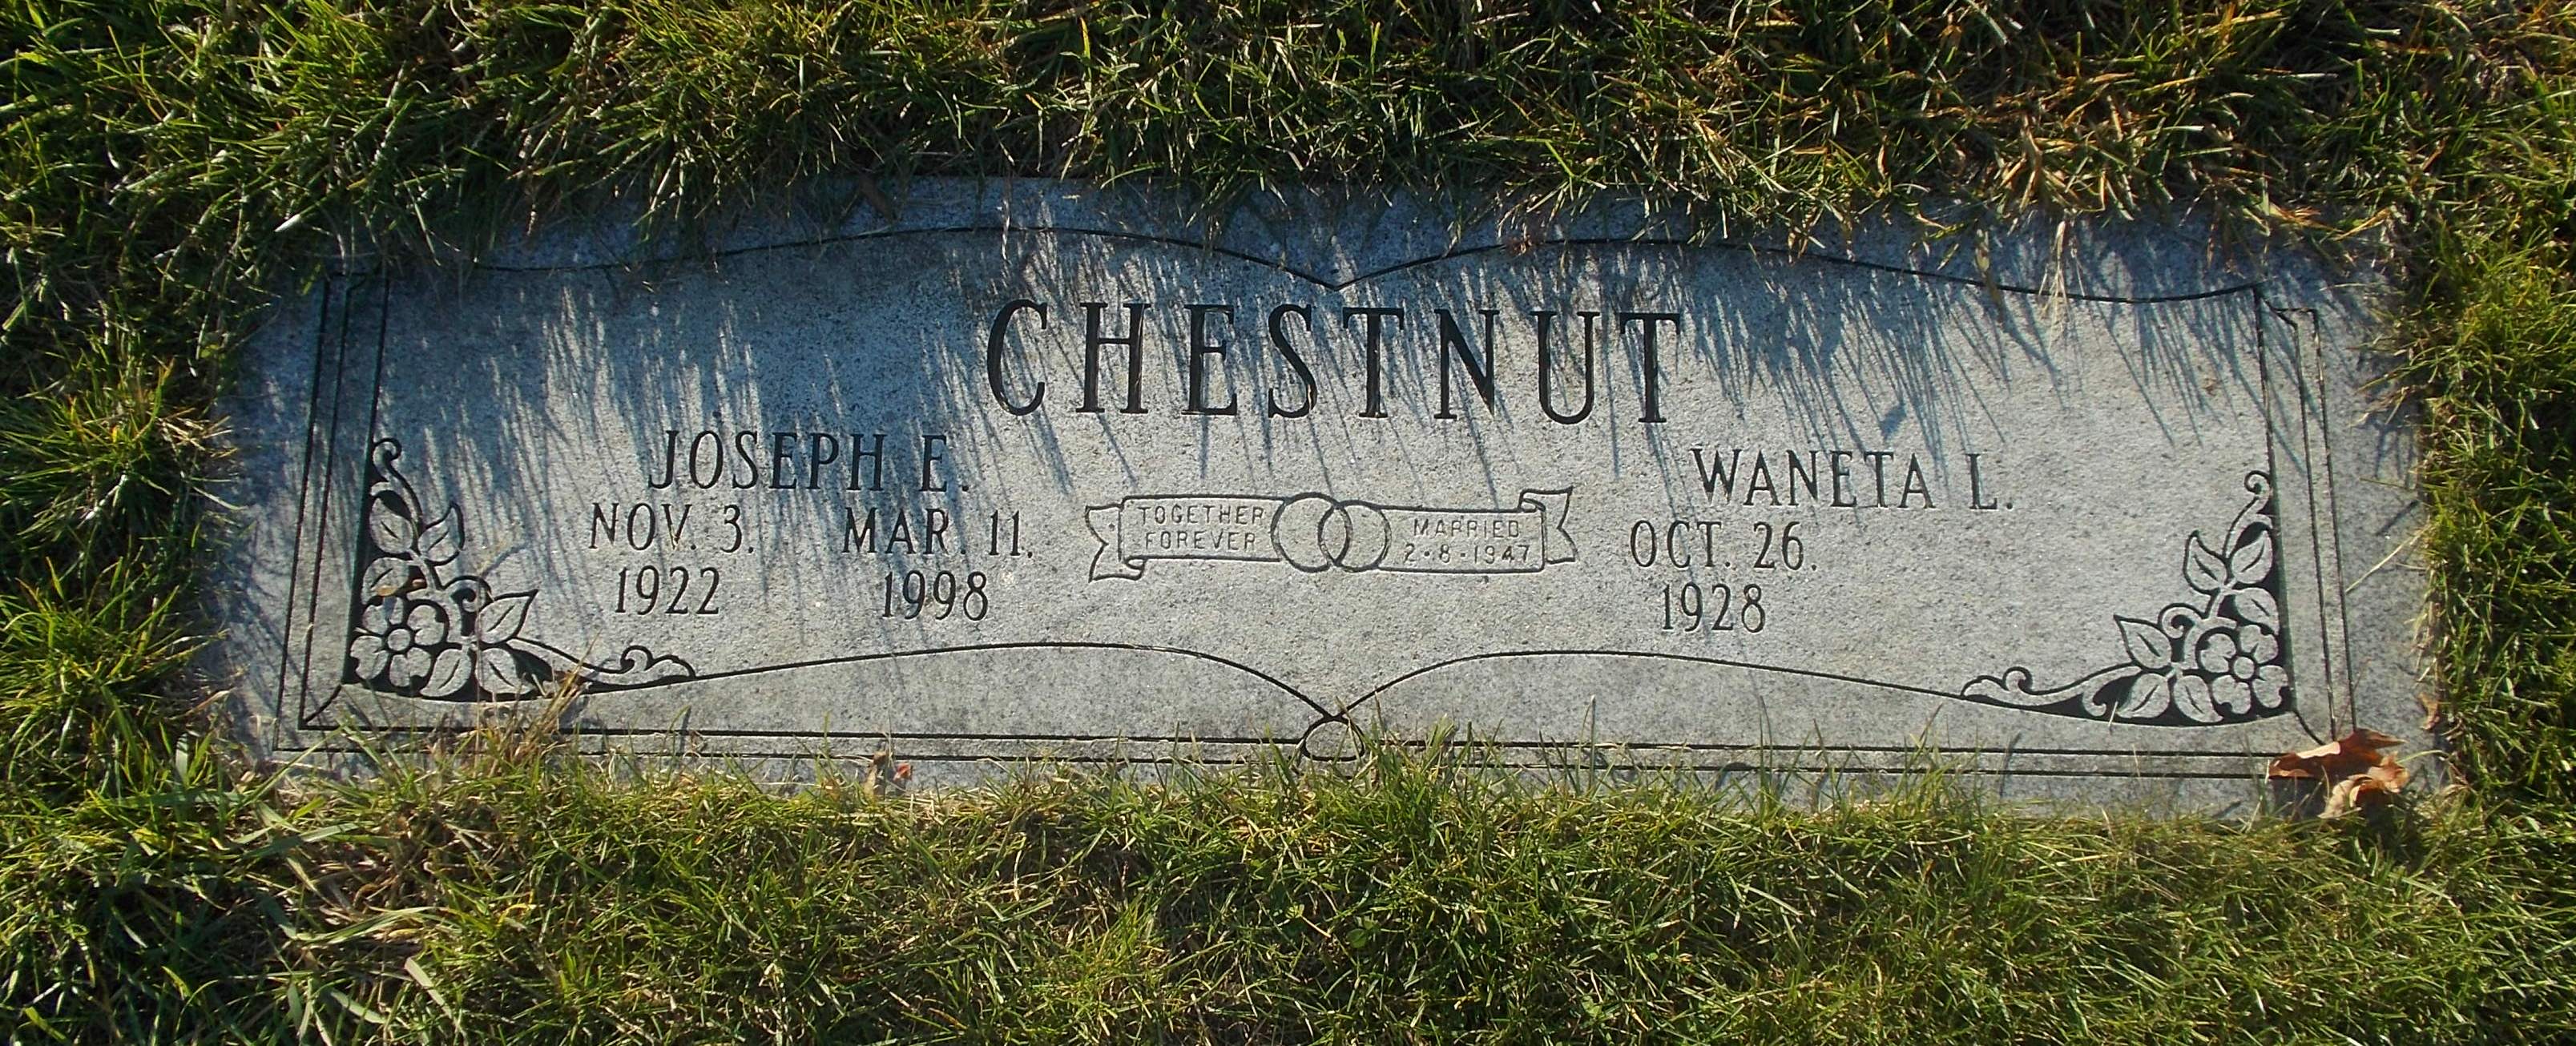 CHESTNUT
JOSEPH E.
NOV. 3, MAR. 11,
1922 1998
TOGETHER
FOREVER
MARRIED
2·8·1947
WANETA L.
OCT. 26,
1928